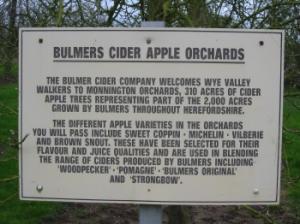 BULMERS CIDER APPLE ORCHARDS
THE BULMER CIDER COMPANY WELCOMES WYE VALLEY
WALKERS TO MONNINGTON ORCHARDS, 310 ACRES OF CIDER
APPLE TREES REPRESENTING PART OF THE 2,000 ACRES
GROWN BY BULMERS THROUGHOUT HEREFORDSHIRE.
THE DIFFERENT APPLE VARIETIES IN THE ORCHARDS
YOU WILL PASS INCLUDE SWEET COPPIN · MICHELIN · VILBERIE
AND BROWN SNOUT. THESE HAVE BEEN SELECTED FOR THEIR
FLAVOUR AND JUICE QUALITIES AND ARE USED IN BLENDING
THE RANGE OF CIDERS PRODUCED BY BULMERS INCLUDING
'WOODPECKER' · 'POMAGNE' · 'BULMERS ORIGINAL'
AND 'STRONGBOW'.